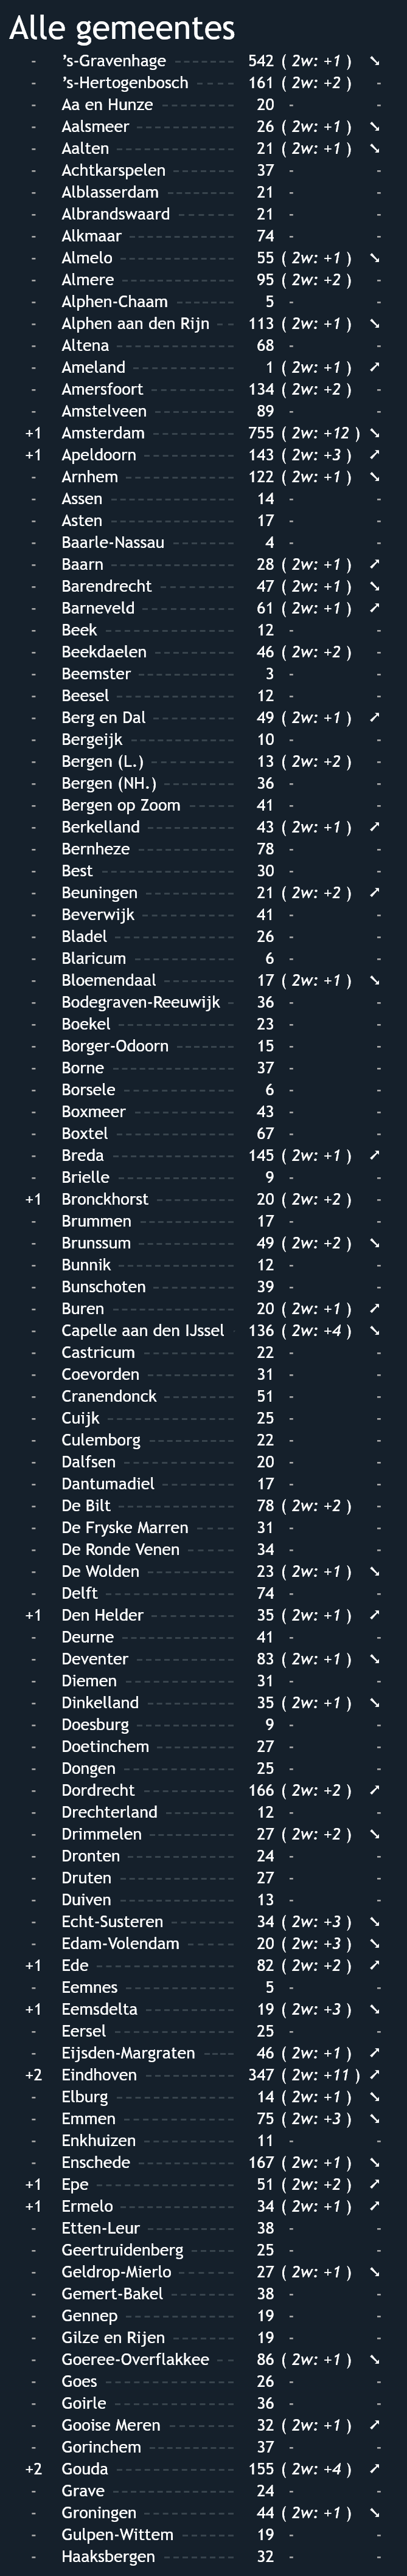 Alle gemeentes
- 's-Gravenhage 542 ( 2w: +1 ) ➘
- 's-Hertogenbosch 161 ( 2w: +2 ) -
- Aa en Hunze 20 - -
- Aalsmeer 26 ( 2w: +1 ) ➘
- Aalten 21 ( 2w: +1 ) ➘
- Achtkarspelen 37 - -
- Alblasserdam 21 - -
- Albrandswaard 21 - -
- Alkmaar 74 - -
- Almelo 55 ( 2w: +1 ) ➘
- Almere 95 ( 2w: +2 ) -
- Alphen-Chaam 5 - -
- Alphen aan den Rijn 113 ( 2w: +1 ) ➘
- Altena 68 - -
- Ameland 1 ( 2w: +1 ) ➚
- Amersfoort 134 ( 2w: +2 ) -
- Amstelveen 89 - -
+1 Amsterdam 755 ( 2w: +12 ) ➘
+1 Apeldoorn 143 ( 2w: +3 ) ➚
- Arnhem 122 ( 2w: +1 ) ➘
- Assen 14 - -
- Asten 17 - -
- Baarle-Nassau 4 - -
- Baarn 28 ( 2w: +1 ) ➚
- Barendrecht 47 ( 2w: +1 ) ➘
- Barneveld 61 ( 2w: +1 ) ➚
- Beek 12 - -
- Beekdaelen 46 ( 2w: +2 ) -
- Beemster 3 - -
- Beesel 12 - -
- Berg en Dal 49 ( 2w: +1 ) ➚
- Bergeijk 10 - -
- Bergen (L.) 13 ( 2w: +2 ) -
- Bergen (NH.) 36 - -
- Bergen op Zoom 41 - -
- Berkelland 43 ( 2w: +1 ) ➚
- Bernheze 78 - -
- Best 30 - -
- Beuningen 21 ( 2w: +2 ) ➚
- Beverwijk 41 - -
- Bladel 26 - -
- Blaricum 6 - -
- Bloemendaal 17 ( 2w: +1 ) ➘
- Bodegraven-Reeuwijk 36 - -
- Boekel 23 - -
- Borger-Odoorn 15 - -
- Borne 37 - -
- Borsele 6 - -
- Boxmeer 43 - -
- Boxtel 67 - -
- Breda 145 ( 2w: +1 ) ➚
- Brielle 9 - -
+1 Bronckhorst 20 ( 2w: +2 ) -
- Brummen 17 - -
- Brunssum 49 ( 2w: +2 ) ➘
- Bunnik 12 - -
- Bunschoten 39 - -
- Buren 20 ( 2w: +1 ) ➚
- Capelle aan den IJssel 136 ( 2w: +4 ) ➘
- Castricum 22 - -
- Coevorden 31 - -
- Cranendonck 51 - -
- Cuijk 25 - -
- Culemborg 22 - -
- Dalfsen 20 - -
- Dantumadiel 17 - -
- De Bilt 78 ( 2w: +2 ) -
- De Fryske Marren 31 - -
- De Ronde Venen 34 - -
- De Wolden 23 ( 2w: +1 ) ➘
- Delft 74 - -
+1 Den Helder 35 ( 2w: +1 ) ➚
- Deurne 41 - -
- Deventer 83 ( 2w: +1 ) ➘
- Diemen 31 - -
- Dinkelland 35 ( 2w: +1 ) ➘
- Doesburg 9 - -
- Doetinchem 27 - -
- Dongen 25 - -
- Dordrecht 166 ( 2w: +2 ) ➚
- Drechterland 12 - -
- Drimmelen 27 ( 2w: +2 ) ➘
- Dronten 24 - -
- Druten 27 - -
- Duiven 13 - -
- Echt-Susteren 34 ( 2w: +3 ) ➘
- Edam-Volendam 20 ( 2w: +3 ) ➘
+1 Ede 82 ( 2w: +2 ) ➚
- Eemnes 5 - -
+1 Eemsdelta 19 ( 2w: +3 ) ➘
- Eersel 25 - -
- Eijsden-Margraten 46 ( 2w: +1 ) ➚
+2 Eindhoven 347 ( 2w: +11 ) ➚
- Elburg 14 ( 2w: +1 ) ➘
- Emmen 75 ( 2w: +3 ) ➘
- Enkhuizen 11 - -
- Enschede 167 ( 2w: +1 ) ➘
+1 Epe 51 ( 2w: +2 ) ➚
+1 Ermelo 34 ( 2w: +1 ) ➚
- Etten-Leur 38 - -
- Geertruidenberg 25 - -
- Geldrop-Mierlo 27 ( 2w: +1 ) ➘
- Gemert-Bakel 38 - -
- Gennep 19 - -
- Gilze en Rijen 19 - -
- Goeree-Overflakkee 86 ( 2w: +1 ) ➘
- Goes 26 - -
- Goirle 36 - -
- Gooise Meren 32 ( 2w: +1 ) ➚
- Gorinchem 37 - -
+2 Gouda 155 ( 2w: +4 ) ➚
- Grave 24 - -
- Groningen 44 ( 2w: +1 ) ➘
- Gulpen-Wittem 19 - -
- Haaksbergen 32 - -